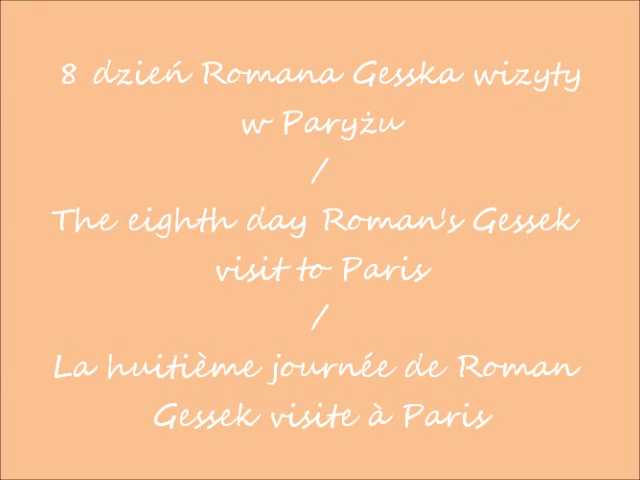 8 dzień Romana Gesska wizyty
w Paryżu
/
The eighth day Roman's Gessek
visit to Paris
/
La huitième journée de Roman
Gessek visite à Paris